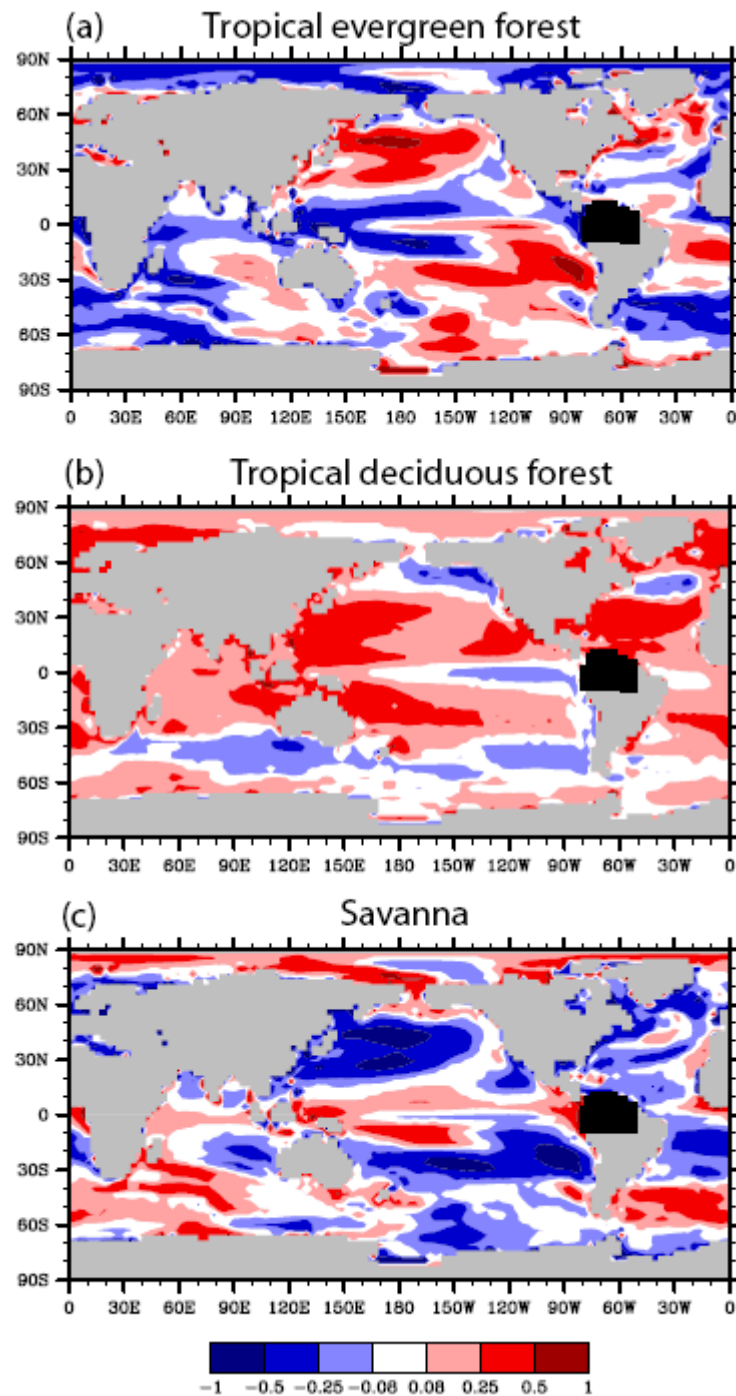 (a) Tropical evergreen forest
90N
60N
30N
0
30S
60S
90S
0 30E 60E 90E 120E 150E 180 150W 120W 90W 60W 30W 0
(b) Tropical deciduous forest
90N
60N
30N
0
30S
60S
90S
0 30E 60E 90E 120E 150E 180 150W 120W 90W 60W 30W 0
(c) Savanna
90N
60N
30N
0
30S
60S
90S
0 30E 60E 90E 120E 150E 180 150W 120W 90W 60W 30W 0
-1 -0.5 -0.25 -0.08 0.08 0.25 0.5 1